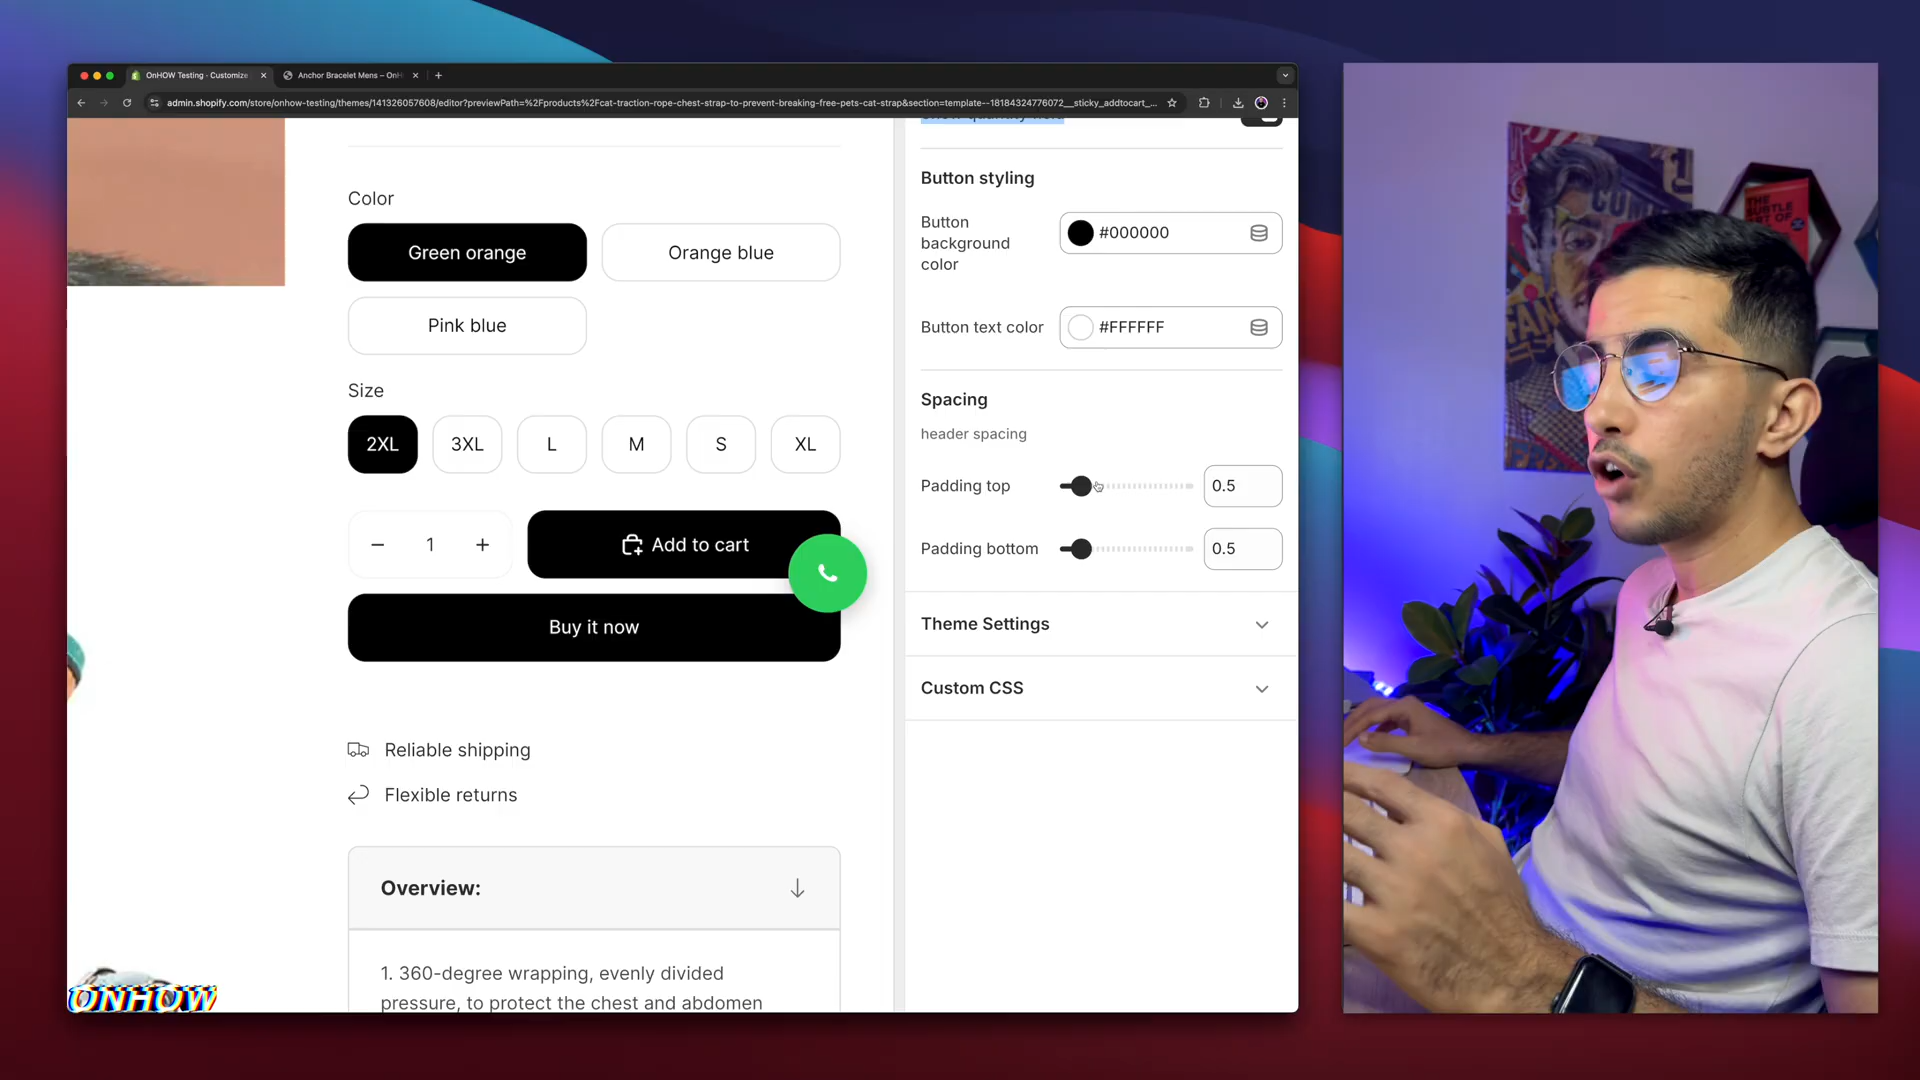 OnHOW Testing - Customize
Anchor Bracelet Mens – OnH
admin.shopify.com/store/onhow-testing/themes/141326057608/editor?previewPath=%2Fproducts%2Fcat-traction-rope-chest-strap-to-prevent-breaking-free-pets-cat-strap&section=template--18184324776072__sticky_addtocart_...
Color
Green orange
Orange blue
Pink blue
Size
2XL
3XL
L
M
S
XL
− 1 +
Add to cart
Buy it now
Reliable shipping
Flexible returns
Overview:
1. 360-degree wrapping, evenly divided
pressure, to protect the chest and abdomen
Button styling
Button
background
color
#000000
Button text color
#FFFFFF
Spacing
header spacing
Padding top
0.5
Padding bottom
0.5
Theme Settings
Custom CSS
ONHOW
THE
SUBTLE
ART OF